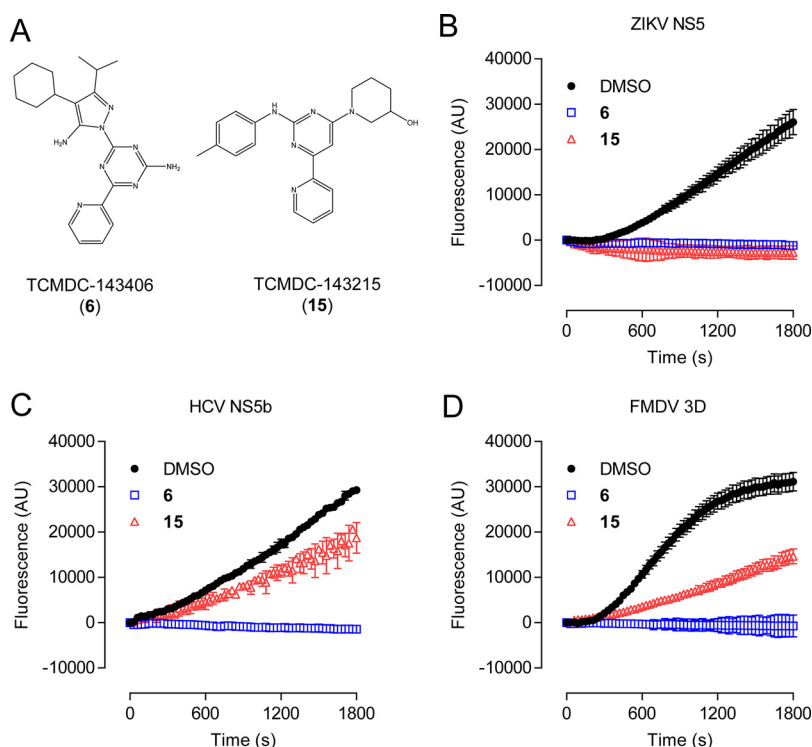 A
N
N
N
H₂N
N
N
N
NH₂
N
H
N
N
N
N
OH
N
TCMDC-143406
(6)
TCMDC-143215
(15)
B
ZIKV NS5
Fluorescence (AU)
40000
30000
20000
10000
0
-10000
DMSO
6
15
0
600
1200
1800
Time (s)
C
HCV NS5b
Fluorescence (AU)
40000
30000
20000
10000
0
-10000
DMSO
6
15
0
600
1200
1800
Time (s)
D
FMDV 3D
Fluorescence (AU)
40000
30000
20000
10000
0
-10000
DMSO
6
15
0
600
1200
1800
Time (s)